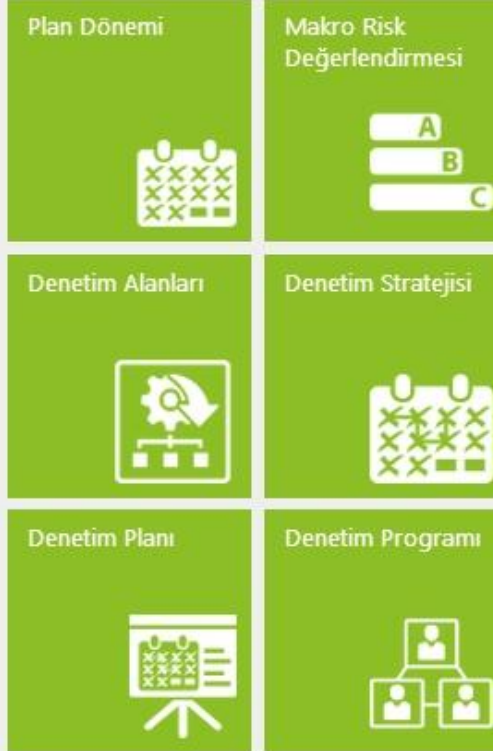 Plan Dönemi
Makro Risk
Değerlendirmesi
A
B
C
Denetim Alanları
Denetim Stratejisi
Denetim Planı
Denetim Programı